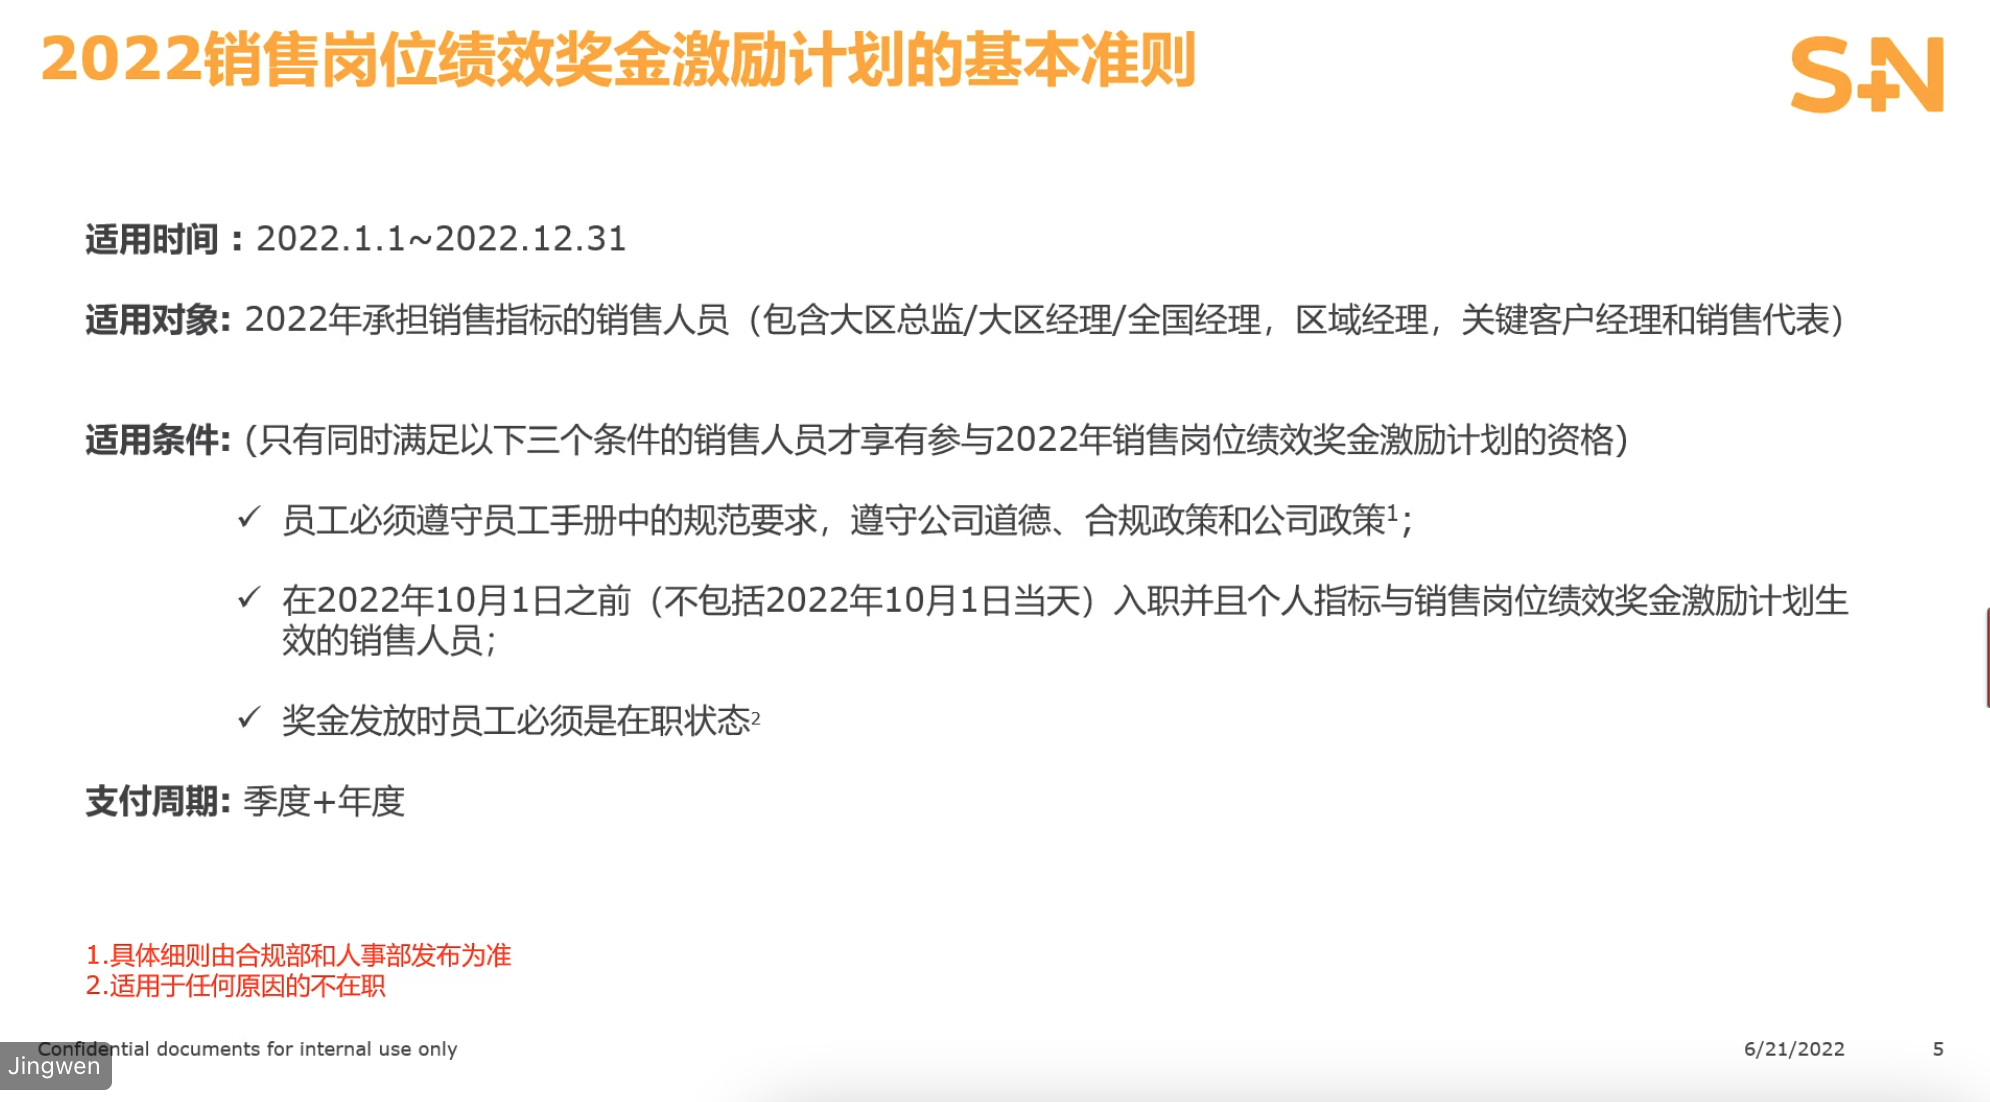 2022销售岗位绩效奖金激励计划的基本准则
S+N
适用时间：2022.1.1~2022.12.31
适用对象: 2022年承担销售指标的销售人员（包含大区总监/大区经理/全国经理，区域经理，关键客户经理和销售代表）
适用条件: (只有同时满足以下三个条件的销售人员才享有参与2022年销售岗位绩效奖金激励计划的资格)
✓ 员工必须遵守员工手册中的规范要求，遵守公司道德、合规政策和公司政策¹;
✓ 在2022年10月1日之前（不包括2022年10月1日当天）入职并且个人指标与销售岗位绩效奖金激励计划生
效的销售人员；
✓ 奖金发放时员工必须是在职状态²
支付周期: 季度+年度
1.具体细则由合规部和人事部发布为准
2.适用于任何原因的不在职
Confidential documents for internal use only
6/21/2022
5
Jingwen